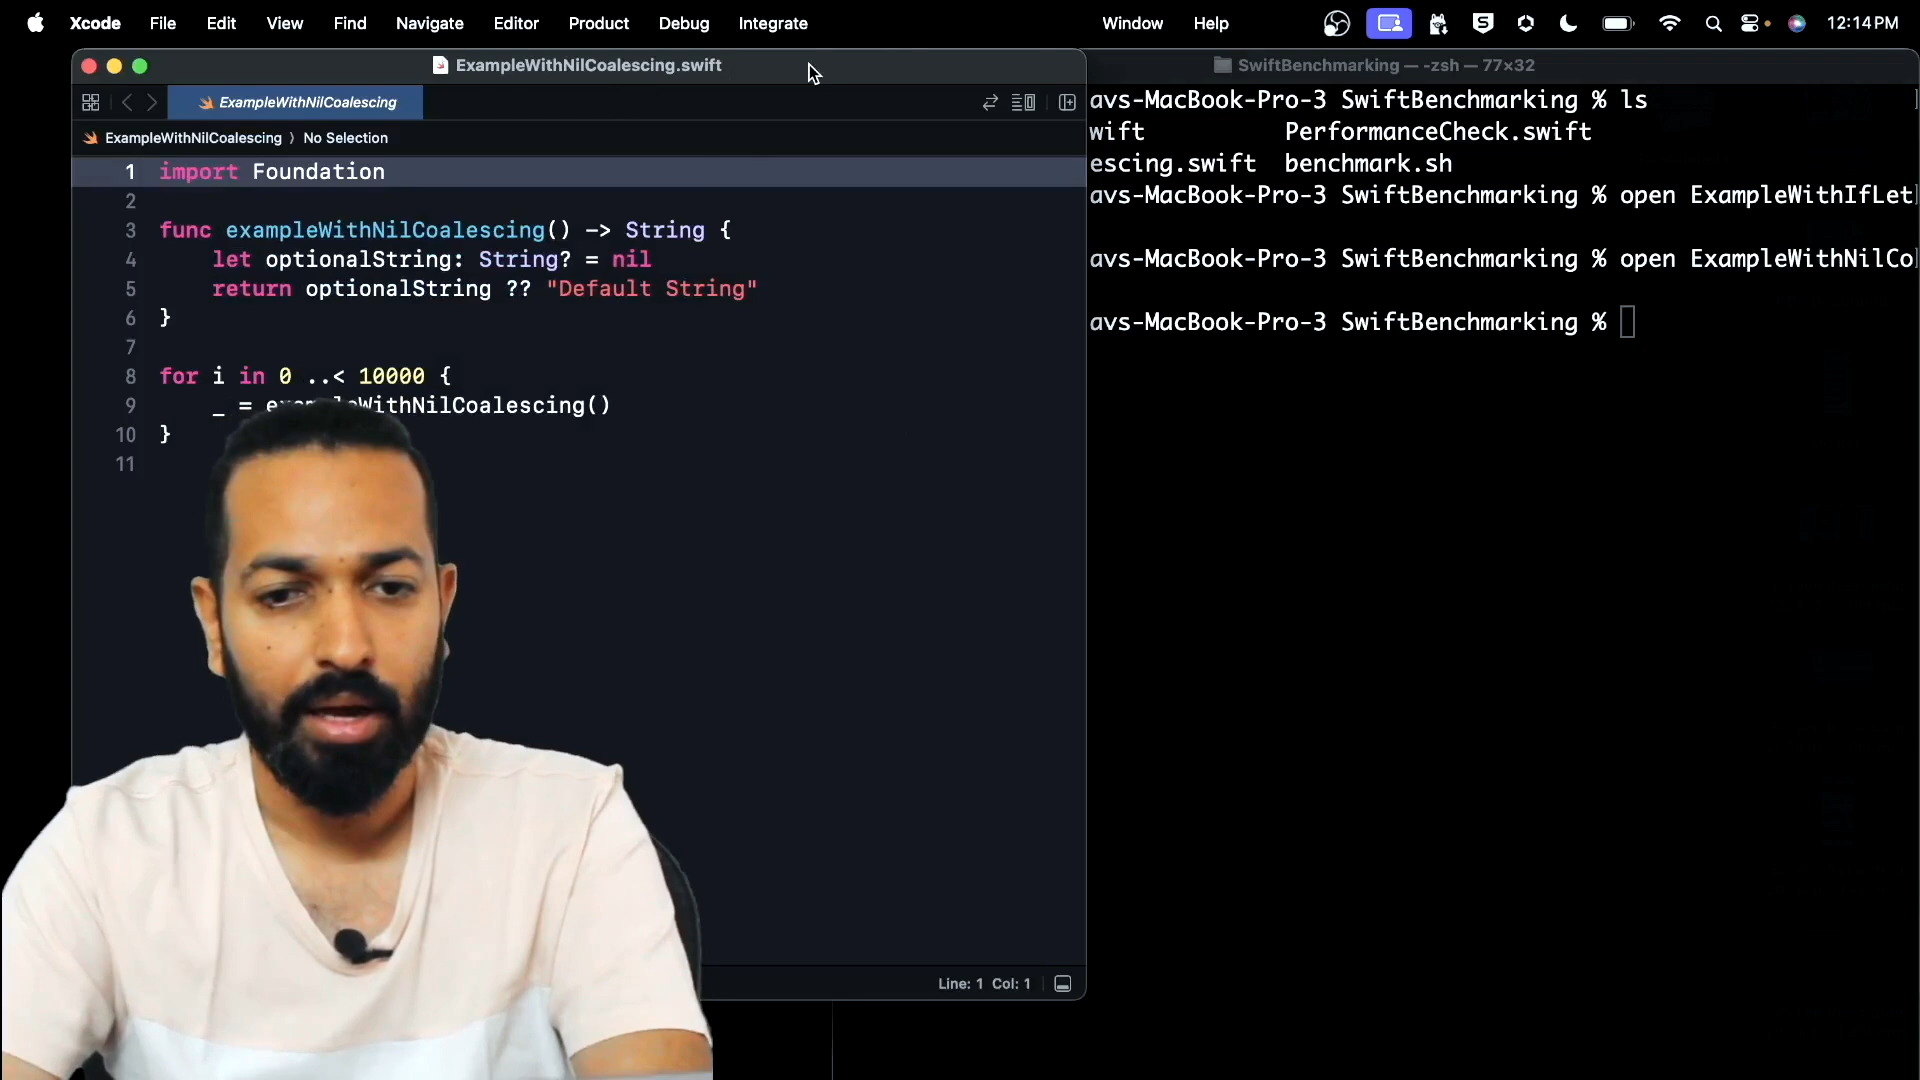 Xcode File Edit View Find Navigate Editor Product Debug Integrate Window Help 12:14 PM
ExampleWithNilCoalescing.swift
ExampleWithNilCoalescing
ExampleWithNilCoalescing ⟩ No Selection
1 import Foundation
2
3 func exampleWithNilCoalescing() -> String {
4 let optionalString: String? = nil
5 return optionalString ?? "Default String"
6 }
7
8 for i in 0 ..< 10000 {
9 _ = WithNilCoalescing()
10 }
11
Line: 1 Col: 1
SwiftBenchmarking — -zsh — 77×32
avs-MacBook-Pro-3 SwiftBenchmarking % ls
wift PerformanceCheck.swift
escing.swift benchmark.sh
avs-MacBook-Pro-3 SwiftBenchmarking % open ExampleWithIfLet
avs-MacBook-Pro-3 SwiftBenchmarking % open ExampleWithNilCo
avs-MacBook-Pro-3 SwiftBenchmarking %